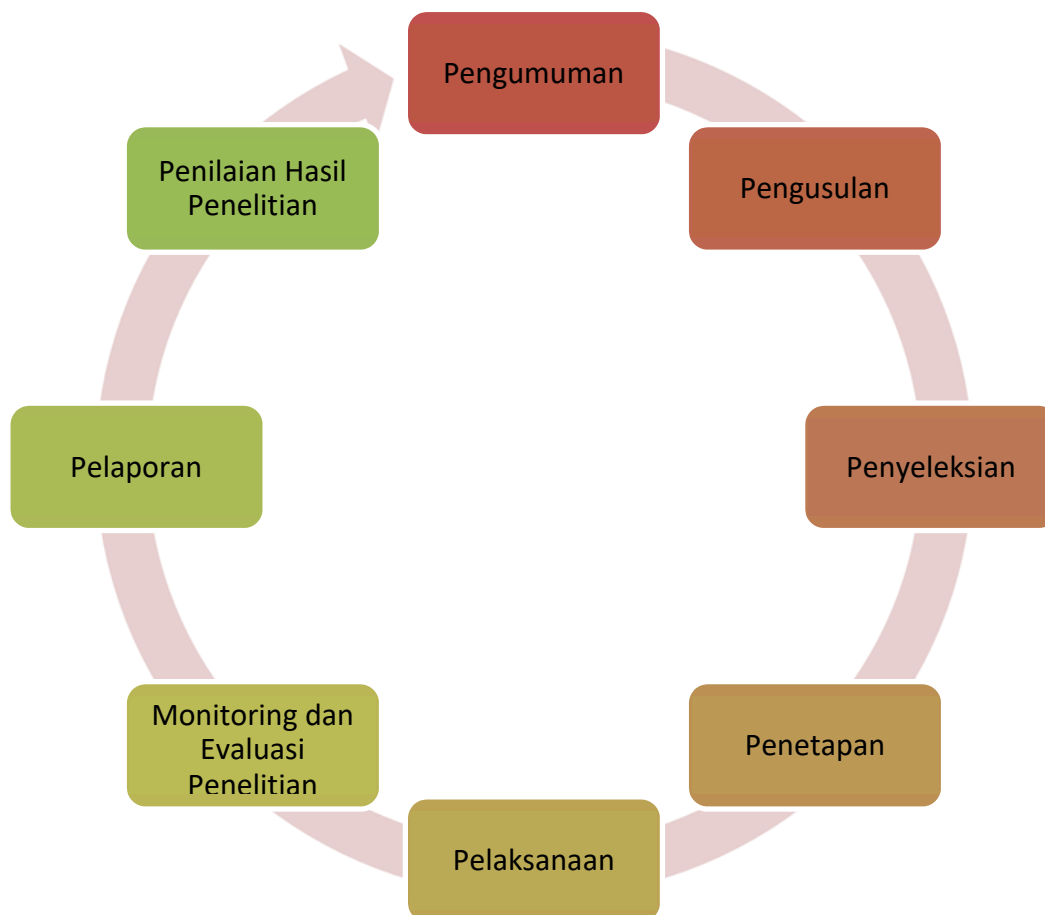 Pengumuman
Pengusulan
Penyeleksian
Penetapan
Pelaksanaan
Monitoring dan
Evaluasi
Penelitian
Pelaporan
Penilaian Hasil
Penelitian